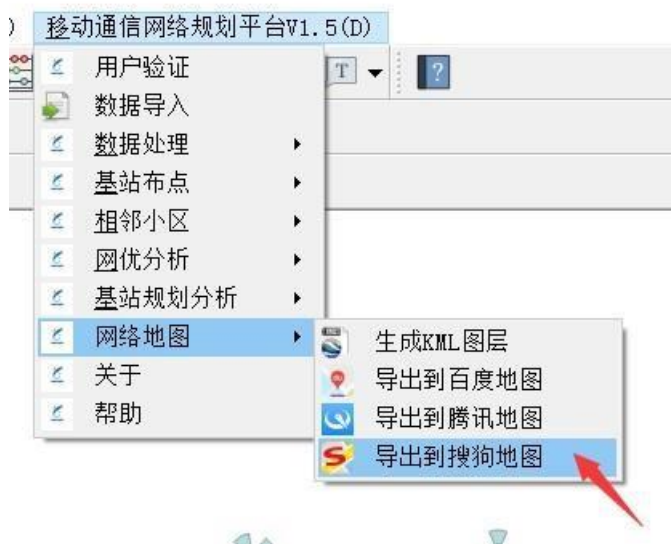 移动通信网络规划平台V1.5(D)
用户验证
T
?
数据导入
数据处理
基站布点
相邻小区
网优分析
基站规划分析
网络地图
生成KML图层
关于
导出到百度地图
帮助
导出到腾讯地图
导出到搜狗地图